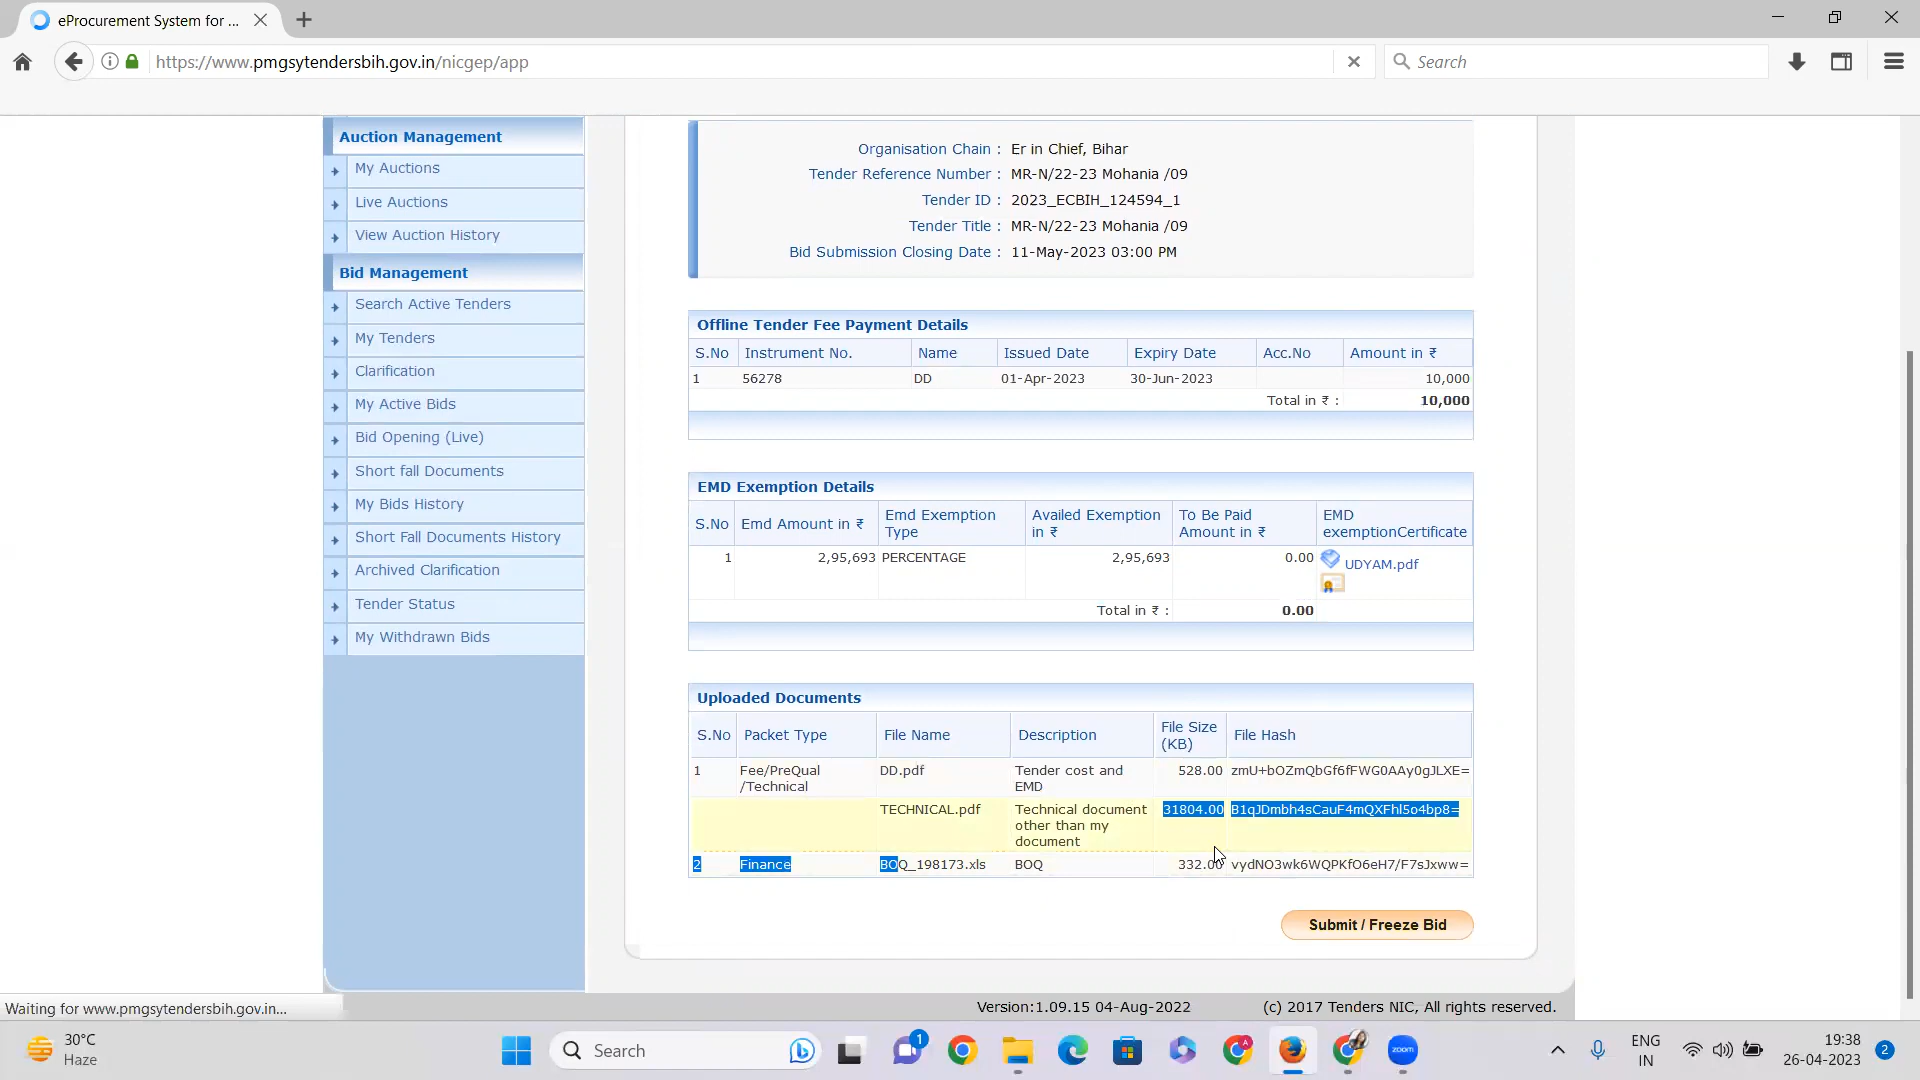 eProcurement System for ...
https://www.pmgsytendersbih.gov.in/nicgep/app
Search
Auction Management
My Auctions
Live Auctions
View Auction History
Bid Management
Search Active Tenders
My Tenders
Clarification
My Active Bids
Bid Opening (Live)
Short fall Documents
My Bids History
Short Fall Documents History
Archived Clarification
Tender Status
My Withdrawn Bids
Organisation Chain : Er in Chief, Bihar
Tender Reference Number : MR-N/22-23 Mohania /09
Tender ID : 2023_ECBIH_124594_1
Tender Title : MR-N/22-23 Mohania /09
Bid Submission Closing Date : 11-May-2023 03:00 PM
Offline Tender Fee Payment Details
S.No Instrument No. Name Issued Date Expiry Date Acc.No Amount in ₹
1 56278 DD 01-Apr-2023 30-Jun-2023 10,000
Total in ₹ : 10,000
EMD Exemption Details
S.No Emd Amount in ₹ Emd Exemption Type Availed Exemption in ₹ To Be Paid Amount in ₹ EMD exemptionCertificate
1 2,95,693 PERCENTAGE 2,95,693 0.00 UDYAM.pdf
Total in ₹ : 0.00
Uploaded Documents
S.No Packet Type File Name Description File Size (KB) File Hash
1 Fee/PreQual /Technical DD.pdf Tender cost and EMD 528.00 zmU+bOZmQbGf6fFWG0AAy0gJLXE=
TECHNICAL.pdf Technical document other than my document 31804.00 B1qJDmbh4sCauF4mQXFhl5o4bp8=
2 Finance BOQ_198173.xls BOQ 332.00 vydNO3wk6WQPKfO6eH7/F7sJxww=
Submit / Freeze Bid
Waiting for www.pmgsytendersbih.gov.in...
Version:1.09.15 04-Aug-2022 (c) 2017 Tenders NIC, All rights reserved.
30°C
Haze
Search
1
A
zoom
ENG
IN
19:38
26-04-2023
2